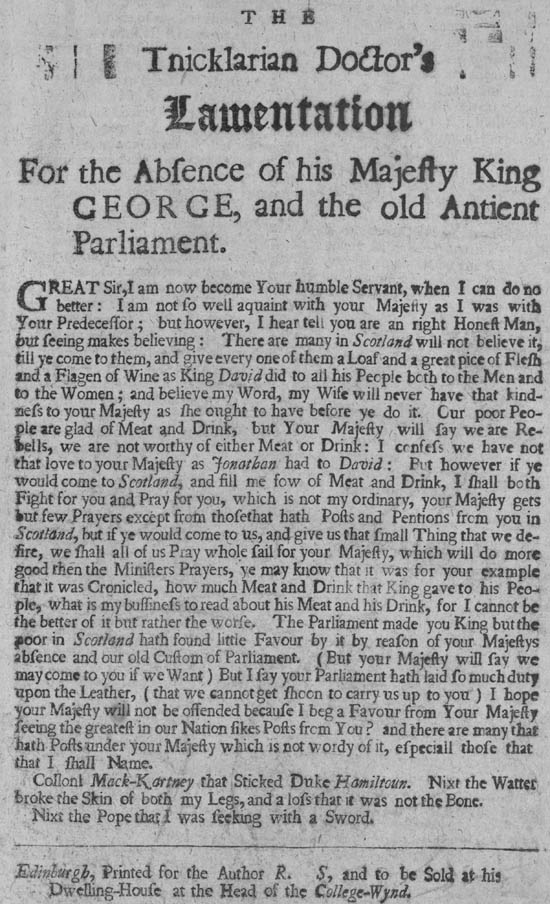 THE
Tnicklarian Doctor's
Lamentation
For the Absence of his Majesty King
GEORGE, and the old Antient
Parliament.
GREAT Sir, I am now become Your humble Servant, when I can do no
better: I am not so well aquaint with your Majesty as I was with
Your Predecessor; but however, I hear tell you are an right Honest Man,
but seeing makes believing: There are many in Scotland will not believe it,
till ye come to them, and give every one of them a Loaf and a great pice of Flesh
and a Flagen of Wine as King David did to all his People both to the Men and
to the Women; and believe my Word, my Wife will never have that kind-
ness to your Majesty as she ought to have before ye do it. Our poor Peo-
ple are glad of Meat and Drink, but Your Majesty will say we are Re-
bells, we are not worthy of either Meat or Drink: I confess we have not
that love to your Majesty as Jonathan had to David: But however if ye
would come to Scotland, and fill me fow of Meat and Drink, I shall both
Fight for you and Pray for you, which is not my ordinary, your Majesty gets
but few Prayers except from thosethat hath Posts and Pentions from you in
Scotland, but if ye would come to us, and give us that small Thing that we de-
sire, we shall all of us Pray whole sail for your Majesty, which will do more
good then the Ministers Prayers, ye may know that it was for your example
that it was Cronicled, how much Meat and Drink that King gave to his Peo-
ple, what is my bussiness to read about his Meat and his Drink, for I cannot be
the better of it but rather the worse. The Parliament made you King but the
poor in Scotland hath found little Favour by it by reason of your Majestys
absence and our old Custom of Parliament. (But your Majesty will say we
may come to you if we Want) But I say your Parliament hath laid so much duty
upon the Leather, (that we cannot get shoon to carry us up to you) I hope
your Majesty will not be offended because I beg a Favour from Your Majesty
seeing the greatest in our Nation sikes Posts from You? and there are many that
hath Posts under your Majesty which is not wordy of it, especiall those that
that I shall Name.
Collonl Mack-Kartney that Sticked Duke Hamiltoun. Nixt the Watter
broke the Skin of both my Legs, and a loss that it was not the Bone.
Nixt the Pope that I was seeking with a Sword.
Edinburgh, Printed for the Author R. S, and to be Sold at his
Dwelling-House at the Head of the College-Wynd.